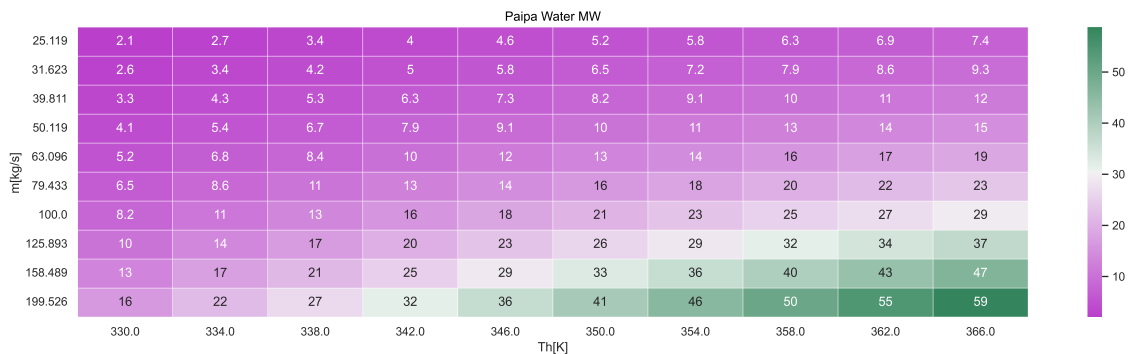 Paipa Water MW
25.119 2.1 2.7 3.4 4 4.6 5.2 5.8 6.3 6.9 7.4
31.623 2.6 3.4 4.2 5 5.8 6.5 7.2 7.9 8.6 9.3
39.811 3.3 4.3 5.3 6.3 7.3 8.2 9.1 10 11 12
50.119 4.1 5.4 6.7 7.9 9.1 10 11 13 14 15
63.096 5.2 6.8 8.4 10 12 13 14 16 17 19
79.433 6.5 8.6 11 13 14 16 18 20 22 23
100.0 8.2 11 13 16 18 21 23 25 27 29
125.893 10 14 17 20 23 26 29 32 34 37
158.489 13 17 21 25 29 33 36 40 43 47
199.526 16 22 27 32 36 41 46 50 55 59
330.0 334.0 338.0 342.0 346.0 350.0 354.0 358.0 362.0 366.0
Th[K]
m[kg/s]
50
40
30
20
10